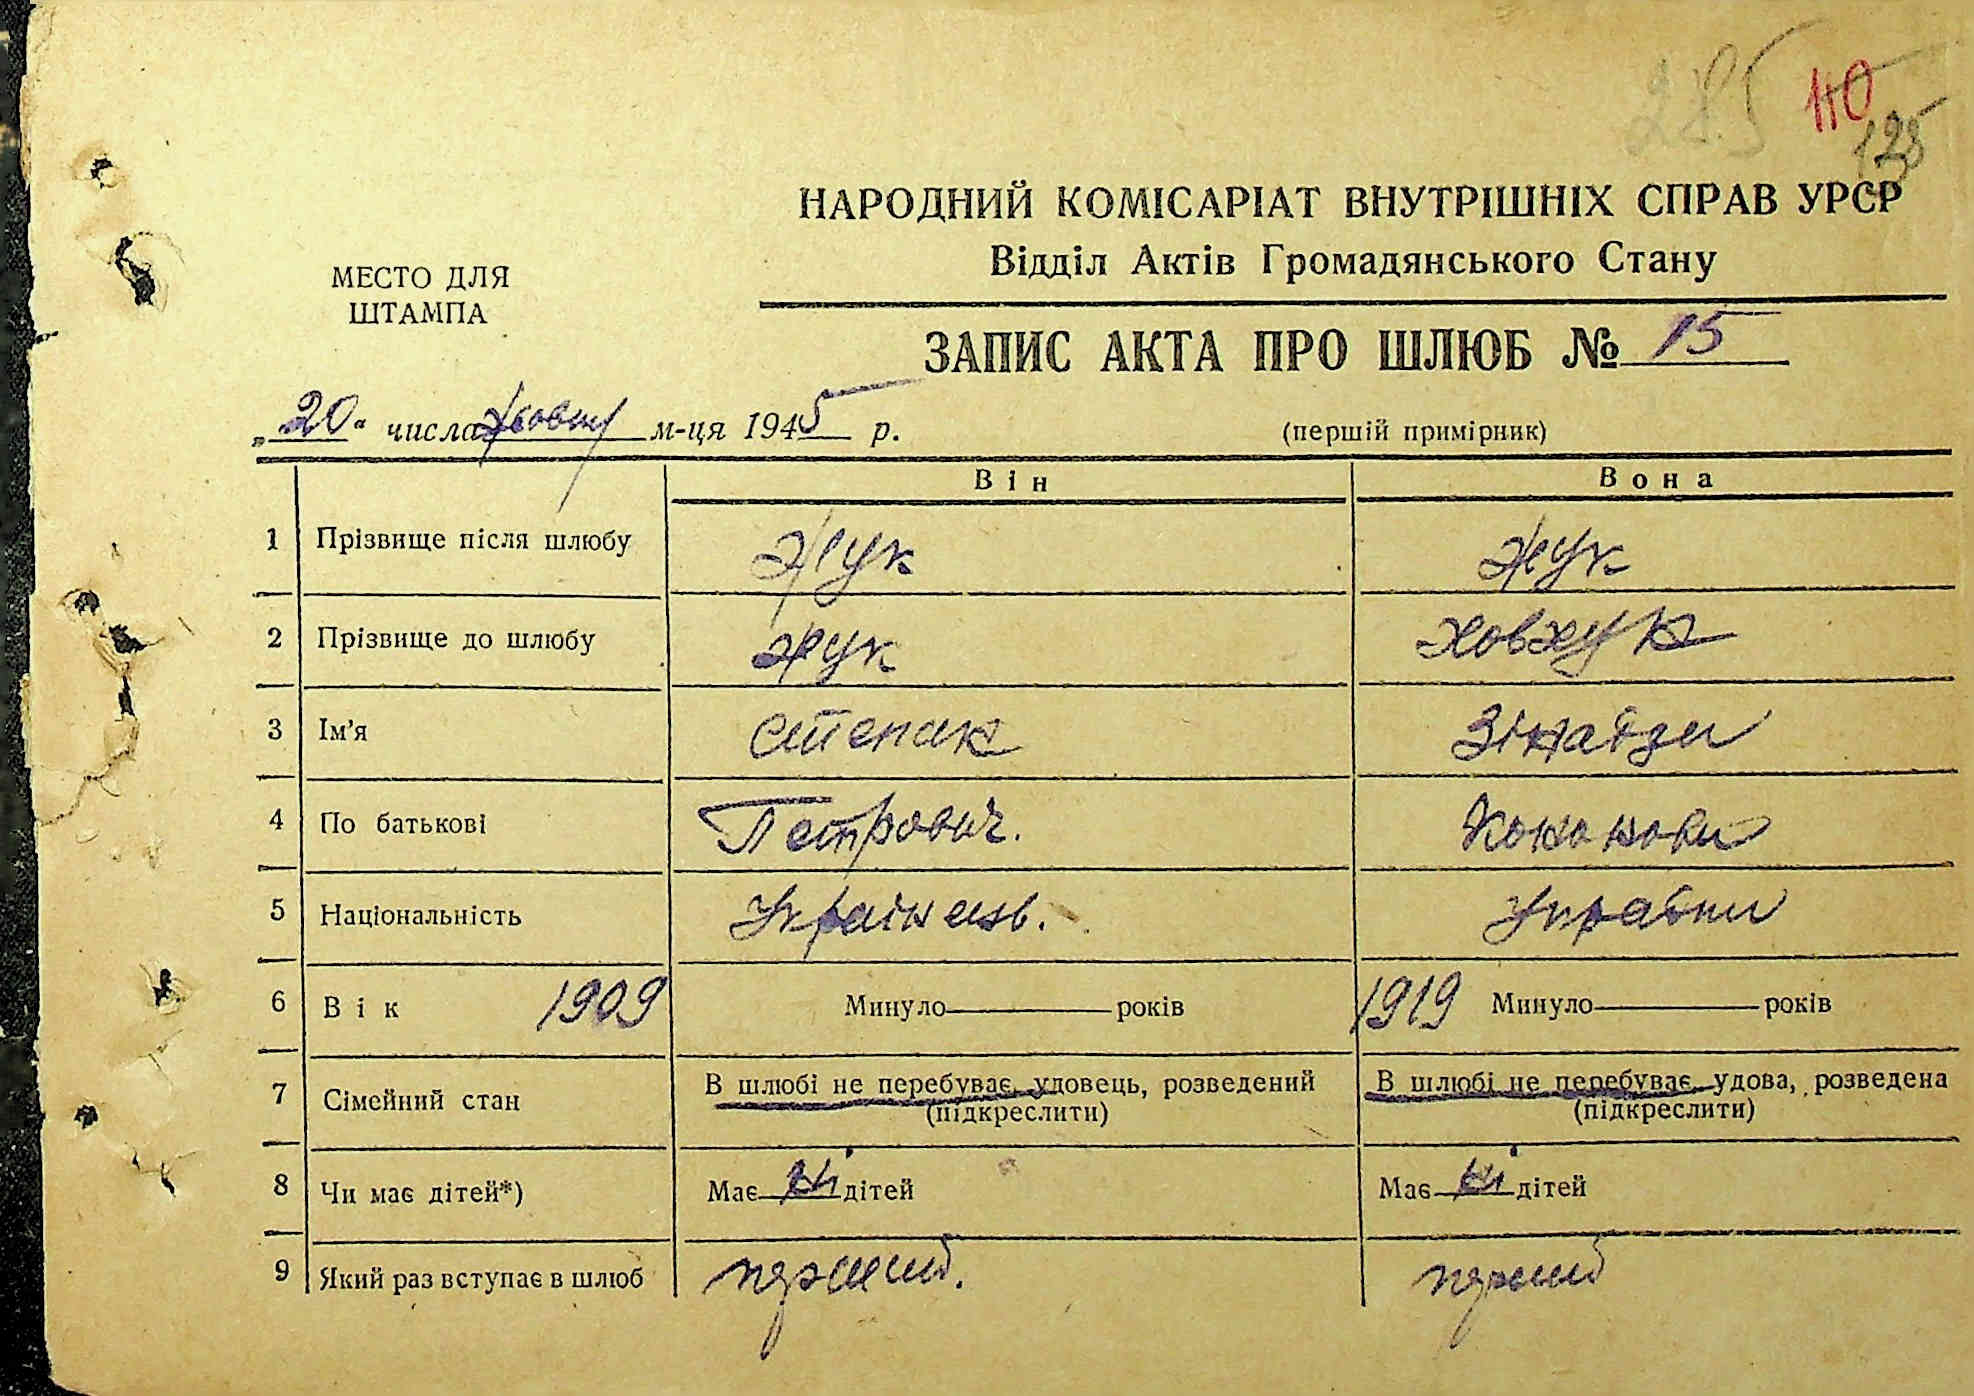 285 110
125
НАРОДНИЙ КОМІСАРІАТ ВНУТРІШНІХ СПРАВ УРСР
Відділ Актів Громадянського Стану
МЕСТО ДЛЯ
ШТАМПА
ЗАПИС АКТА ПРО ШЛЮБ № 15
„20“ числа м-ця 1945 р. (першій примірник)
Він Вона
1 Прізвище після шлюбу Жук Жук
2 Прізвище до шлюбу Жук
3 Ім'я Степан Зінаїда
4 По батькові Петрович.
5 Національність Українець.
6 Вік 1909 Минуло років 1919 Минуло років
7 Сімейний стан В шлюбі не перебуває, удовець, розведений (підкреслити) В шлюбі не перебуває, удова, розведена (підкреслити)
8 Чи має дітей*) Має ні дітей Має ні дітей
9 Який раз вступає в шлюб перший. перший